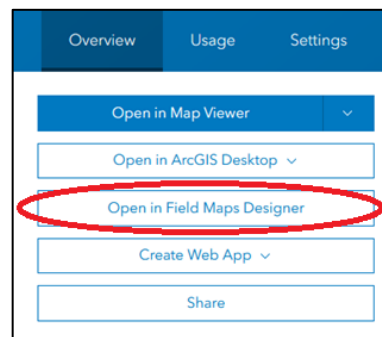 Overview Usage Settings
Open in Map Viewer
Open in ArcGIS Desktop
Open in Field Maps Designer
Create Web App
Share